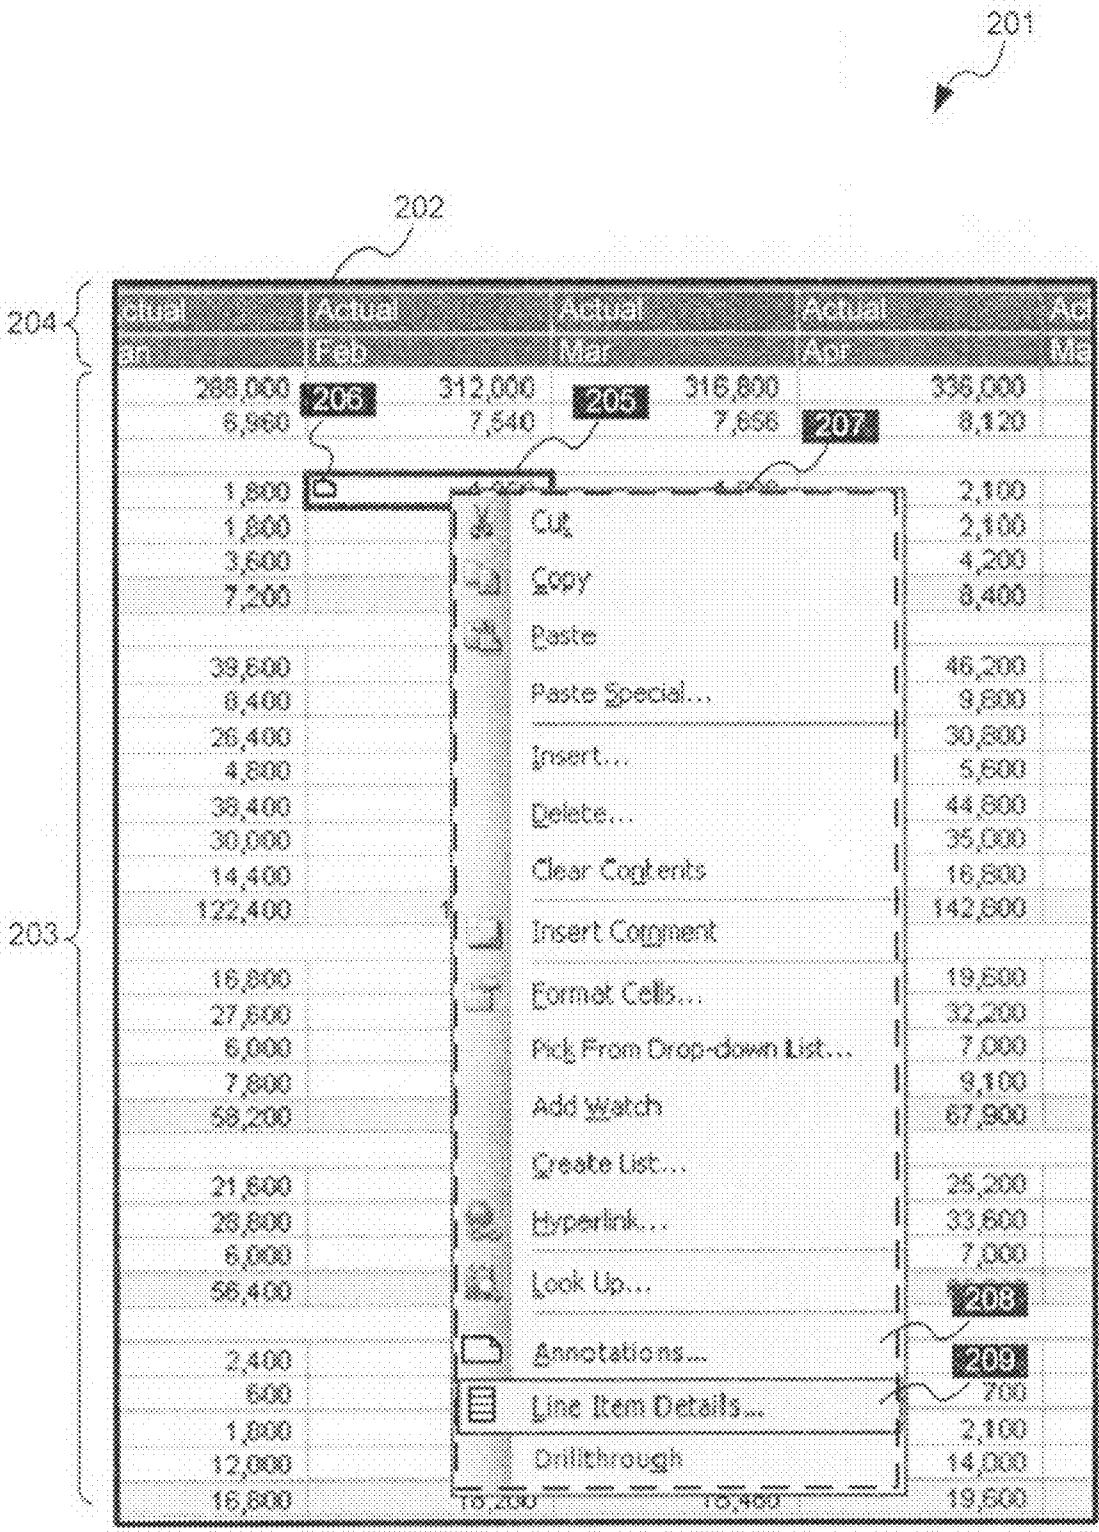 201
202
204
ctual Actual Actual Actual Act
an Feb Mar Apr Ma
288,000 312,000 316,800 336,000
206 205
6,960 7,540 7,656 8,120
207
1,800 2,100
1,800 2,100
3,600 4,200
7,200 8,400
39,600 46,200
8,400 9,800
26,400 30,800
4,800 5,600
38,400 44,800
30,000 35,000
14,400 16,800
122,400 1 142,800
203
16,800 19,600
27,600 32,200
6,000 7,000
7,800 9,100
58,200 67,900
21,600 25,200
28,800 33,600
6,000 7,000
56,400
2,400
600 700
1,800 2,100
12,000 14,000
16,800 18,200 15,480 19,600
Cut
Copy
Paste
Paste Special...
Insert...
Delete...
Clear Contents
Insert Comment
Format Cells...
Pick From Drop-down List...
Add Watch
Create List...
Hyperlink...
Look Up...
208
Annotations...
209
Line Item Details...
Drillthrough